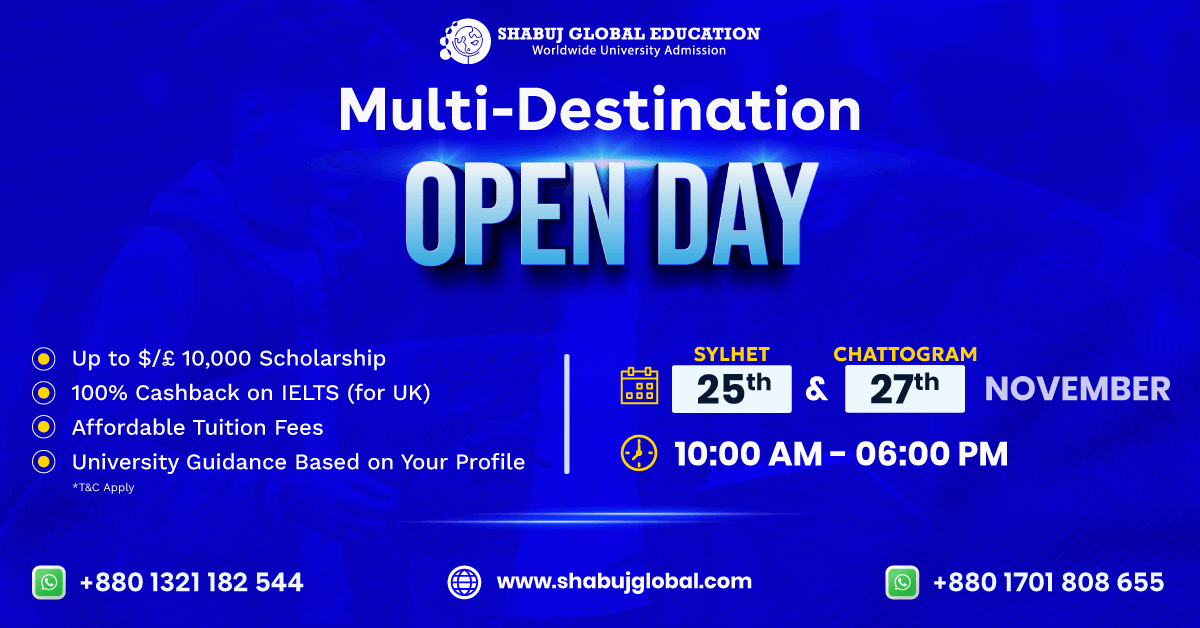 SHABUJ GLOBAL EDUCATION
Worldwide University Admission
Multi-Destination
OPEN DAY
Up to $/£ 10,000 Scholarship
100% Cashback on IELTS (for UK)
Affordable Tuition Fees
University Guidance Based on Your Profile
*T&C Apply
SYLHET CHATTOGRAM
25th & 27th NOVEMBER
10:00 AM - 06:00 PM
+880 1321 182 544
www.shabujglobal.com
+880 1701 808 655